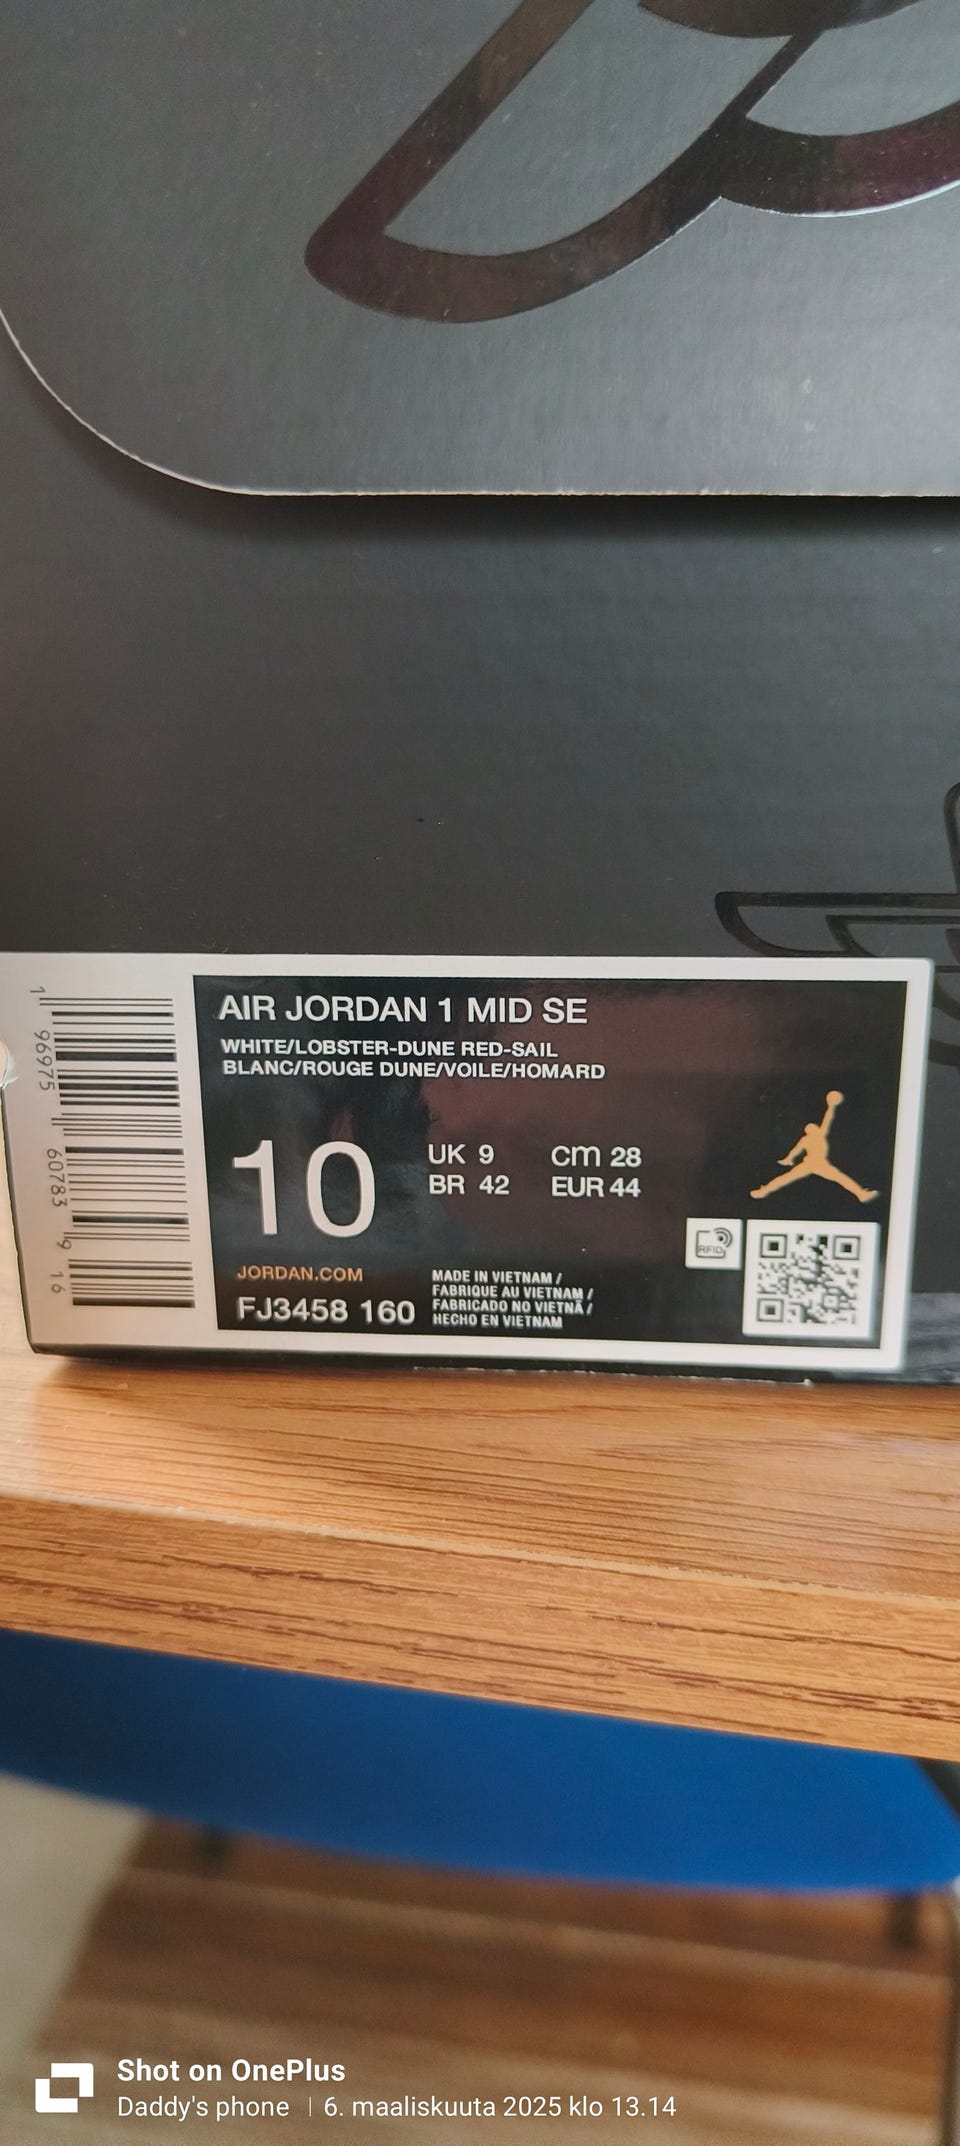 1 96975 60783 9 16
AIR JORDAN 1 MID SE
WHITE/LOBSTER-DUNE RED-SAIL
BLANC/ROUGE DUNE/VOILE/HOMARD
10
UK 9 cm 28
BR 42 EUR 44
RFID
JORDAN.COM
FJ3458 160
MADE IN VIETNAM /
FABRIQUE AU VIETNAM /
FABRICADO NO VIETNÃ /
HECHO EN VIETNAM
Shot on OnePlus
Daddy's phone | 6. maaliskuuta 2025 klo 13.14